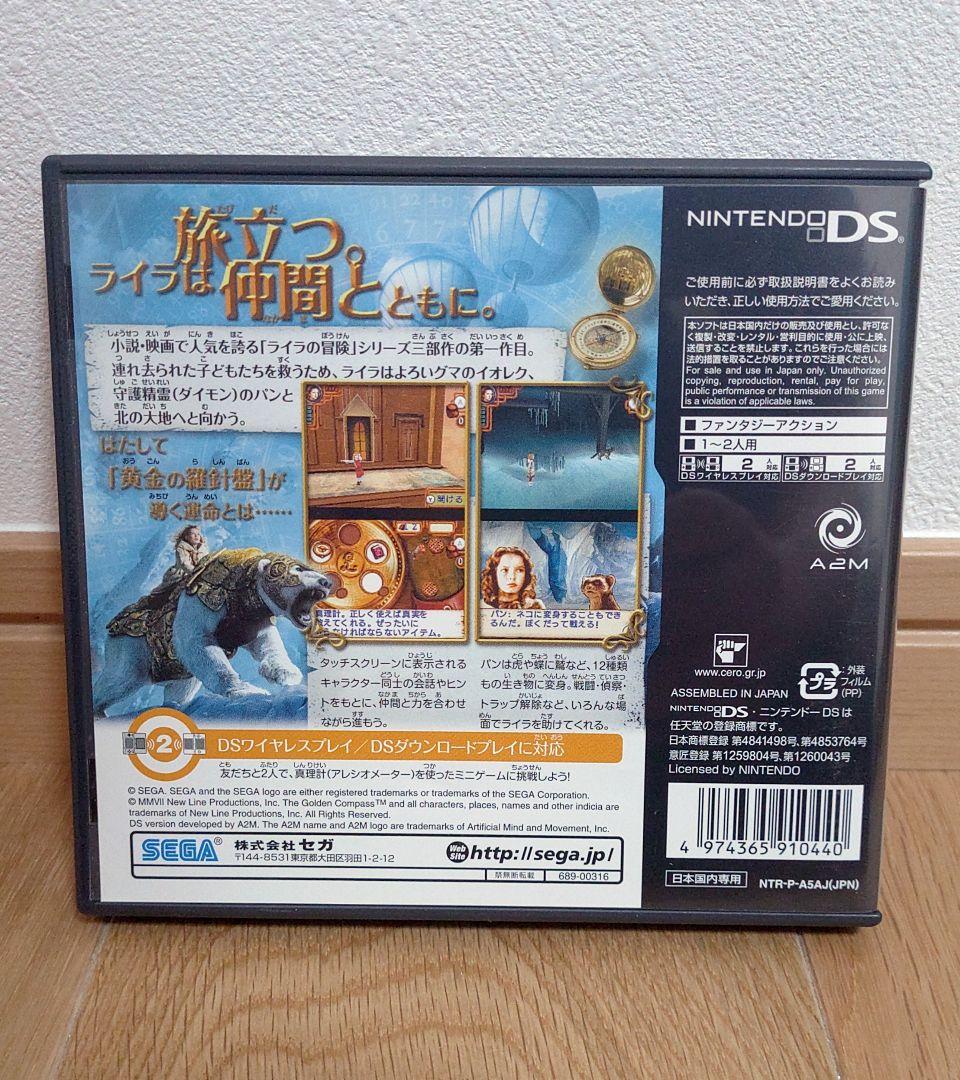 旅立つ。
ライラは仲間とともに。
小説・映画で人気を誇る「ライラの冒険」シリーズ三部作の第一作目。
連れ去られた子どもたちを救うため、ライラはよろいグマのイオレク、
守護精霊(ダイモン)のパンと
北の大地へと向かう。
はたして
「黄金の羅針盤」が
導く運命とは……
開ける
真理計。正しく使えば真実を
教えてくれる。ぜったいに
なければならないアイテム。
パン：ネコに変身することもでき
るんだ。ぼくだって戦える！
タッチスクリーンに表示される
キャラクター同士の会話やヒン
トをもとに、仲間と力を合わせ
ながら進もう。
パンは虎や蝶に鷲など、12種類
もの生き物に変身。戦闘・偵察・
トラップ解除など、いろんな場
面でライラを助けてくれる。
2 DSワイヤレスプレイ／DSダウンロードプレイに対応
友だちと2人で、真理計(アレシオメーター)を使ったミニゲームに挑戦しよう！
© SEGA. SEGA and the SEGA logo are either registered trademarks or trademarks of the SEGA Corporation.
© MMVII New Line Productions, Inc. The Golden Compass™ and all characters, places, names and other indicia are
trademarks of New Line Productions, Inc. All Rights Reserved.
DS version developed by A2M. The A2M name and A2M logo are trademarks of Artificial Mind and Movement, Inc.
SEGA® 株式会社 セガ
〒144-8531東京都大田区羽田1-2-12
Web Site http://sega.jp/
禁無断転載 689-00316
NINTENDO DS®
ご使用前に必ず取扱説明書をよくお読み
いただき、正しい使用方法でご愛用ください。
本ソフトは日本国内だけの販売及び使用とし、許可な
く複製・改変・レンタル・営利目的に使用・公に上映、
送信することを禁止します。これらを行った場合には
法的措置を取ることがありますのでご注意ください。
For sale and use in Japan only. Unauthorized
copying, reproduction, rental, pay for play,
public performance or transmission of this game
is a violation of applicable laws.
■ファンタジーアクション
■1～2人用
2人対応 DSワイヤレスプレイ対応
2人対応 DSダウンロードプレイ対応
A2M
www.cero.gr.jp
プラ
:外装
フィルム
(PP)
ASSEMBLED IN JAPAN
NINTENDO DS・ニンテンドーDSは
任天堂の登録商標です。
日本商標登録 第4841498号、第4853764号
意匠登録 第1259804号、第1260043号
Licensed by NINTENDO
4 974365 910440
日本国内専用
NTR-P-A5AJ(JPN)